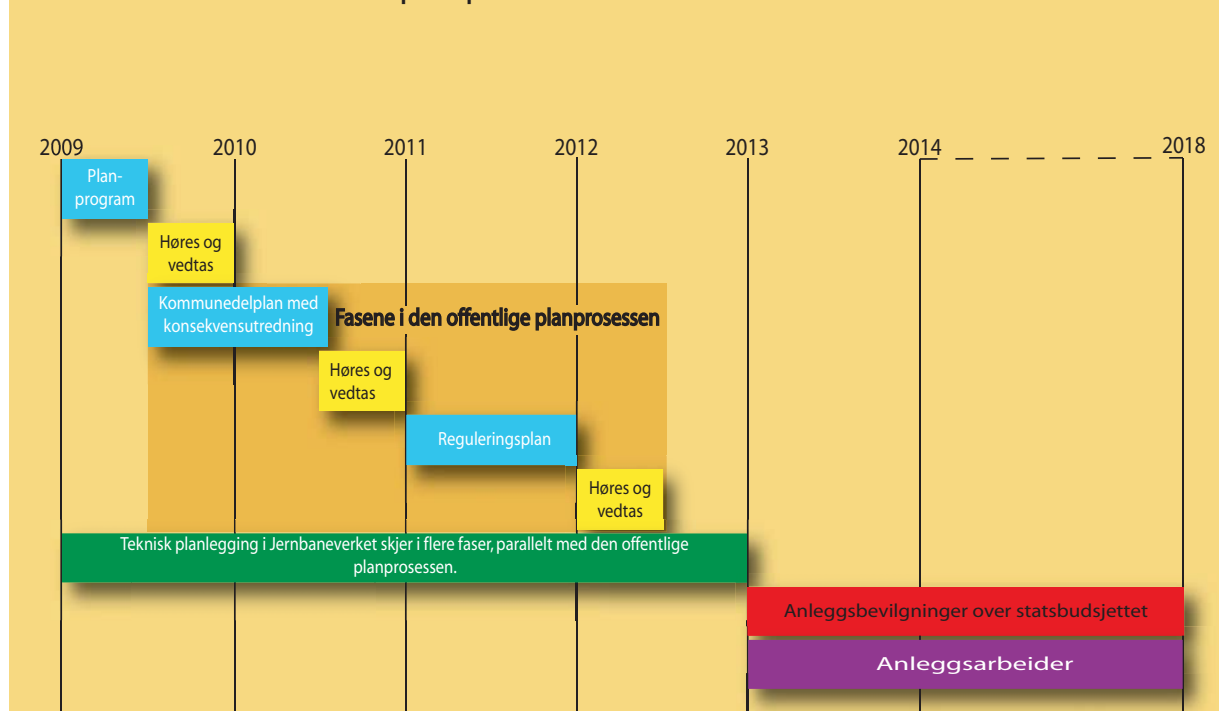 2009 2010 2011 2012 2013 2014 2018
Plan-
program
Høres og
vedtas
Kommunedelplan med
konsekvensutredning
Fasene i den offentlige planprosessen
Høres og
vedtas
Reguleringsplan
Høres og
vedtas
Teknisk planlegging i Jernbaneverket skjer i flere faser, parallelt med den offentlige
planprosessen.
Anleggsbevilgninger over statsbudsjettet
Anleggsarbeider